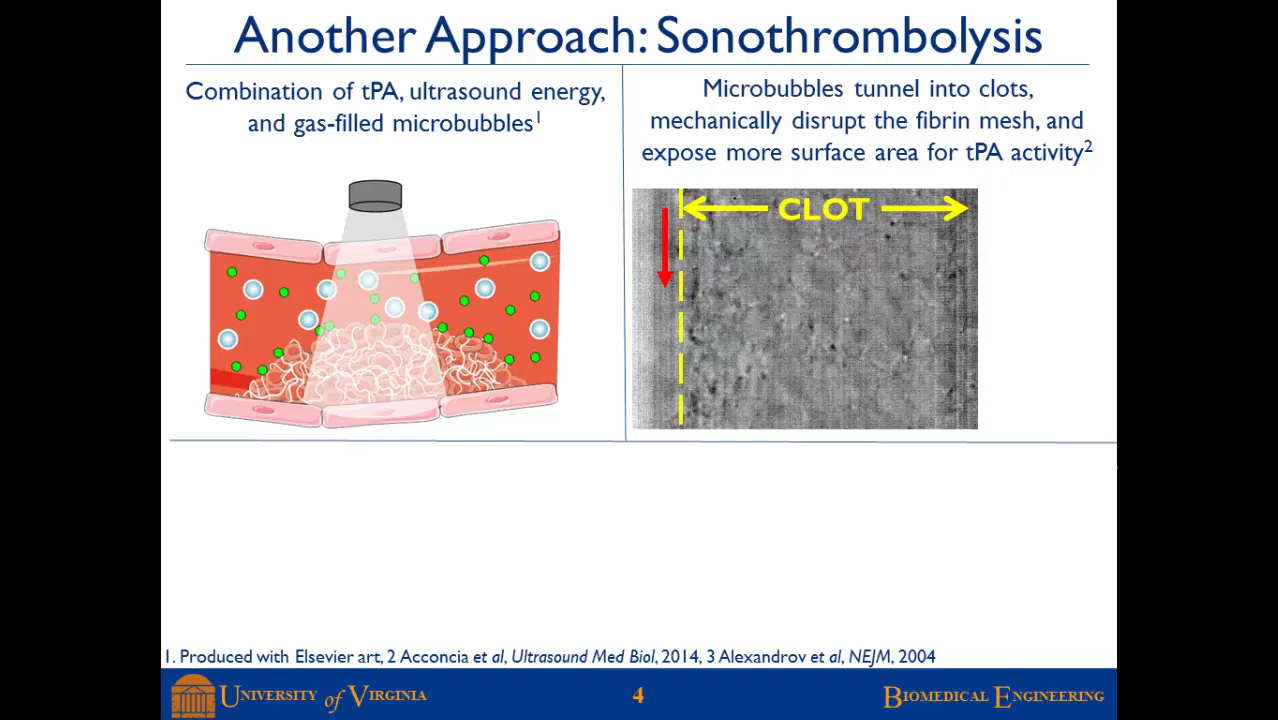 Another Approach: Sonothrombolysis
Combination of tPA, ultrasound energy,
and gas-filled microbubbles1
Microbubbles tunnel into clots,
mechanically disrupt the fibrin mesh, and
expose more surface area for tPA activity2
CLOT
1. Produced with Elsevier art, 2 Acconcia et al, Ultrasound Med Biol, 2014, 3 Alexandrov et al, NEJM, 2004
UNIVERSITY of VIRGINIA
4
BIOMEDICAL ENGINEERING